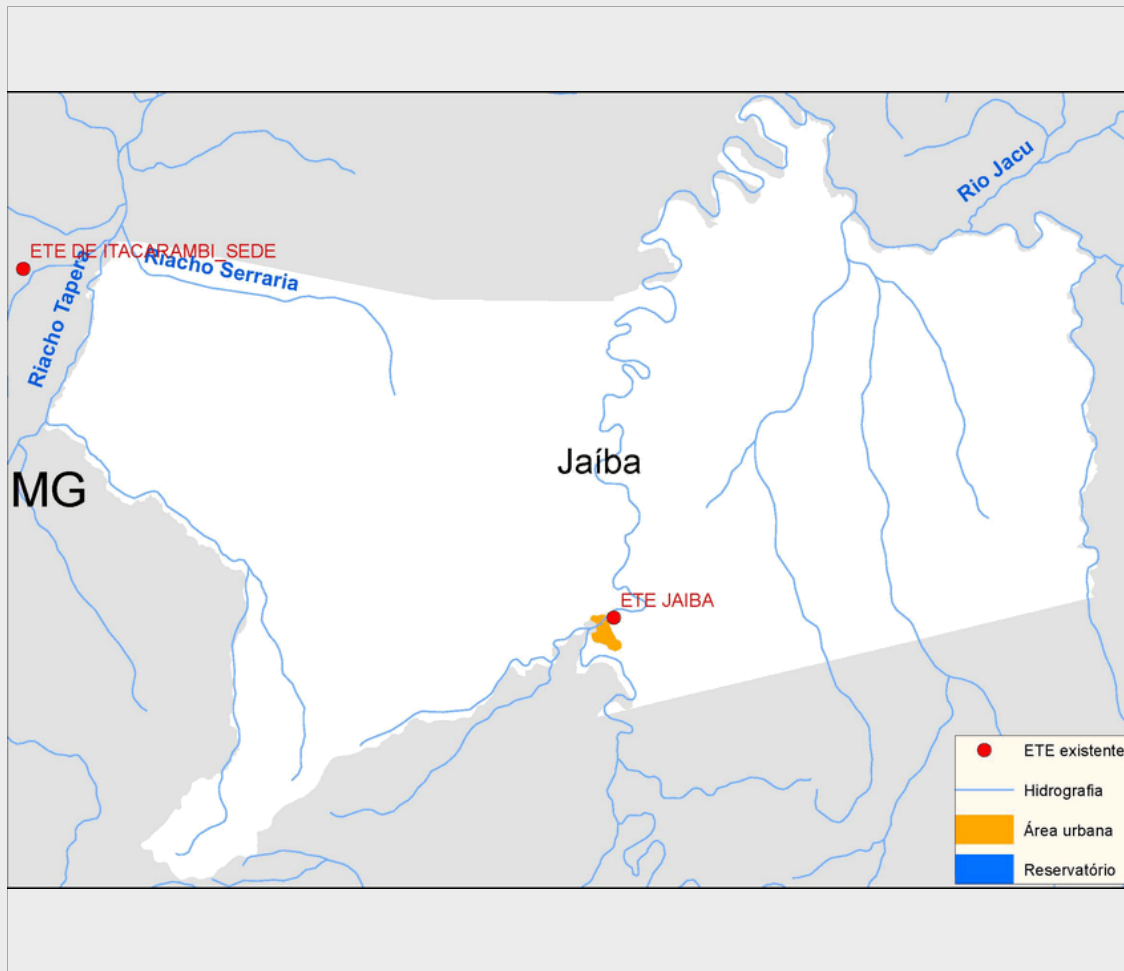 Rio Jacu
ETE DE ITACARAMBI_SEDE
Riacho Serraria
Riacho Tapera
Jaíba
MG
ETE JAIBA
ETE existente
Hidrografia
Área urbana
Reservatório